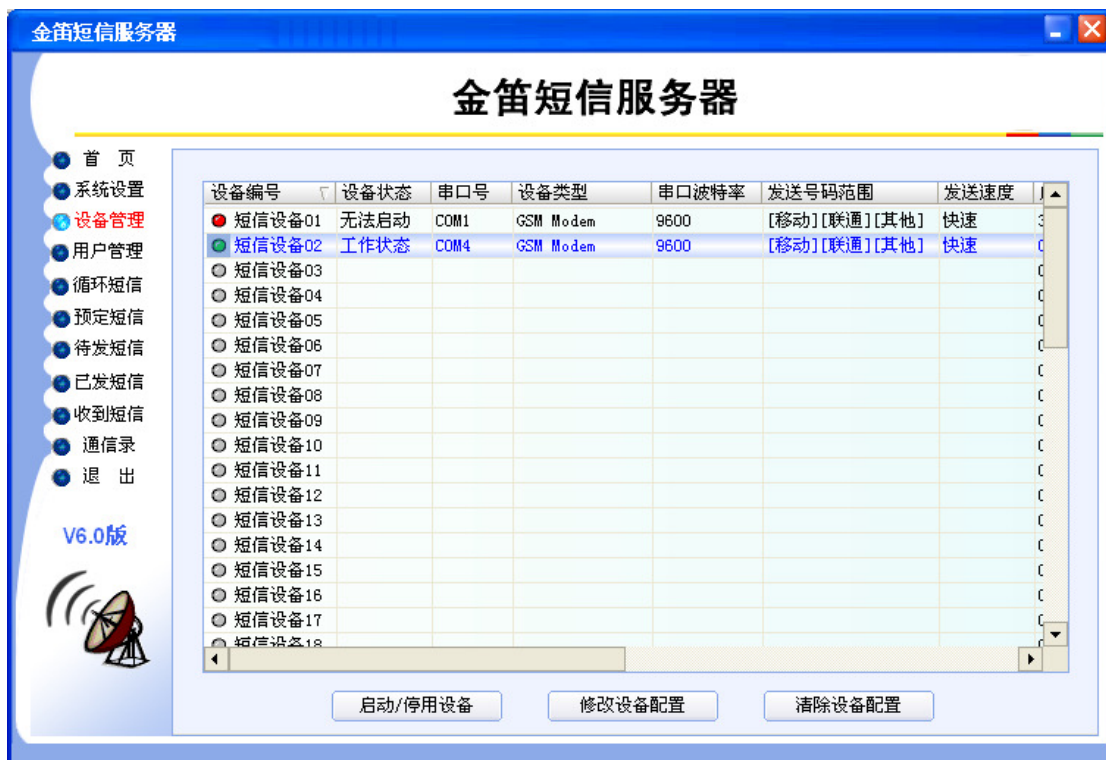 金笛短信服务器
金笛短信服务器
首 页
系统设置
设备管理
用户管理
循环短信
预定短信
待发短信
已发短信
收到短信
通信录
退 出
V6.0版
设备编号 设备状态 串口号 设备类型 串口波特率 发送号码范围 发送速度
短信设备01 无法启动 COM1 GSM Modem 9600 [移动][联通][其他] 快速
短信设备02 工作状态 COM4 GSM Modem 9600 [移动][联通][其他] 快速
短信设备03
短信设备04
短信设备05
短信设备06
短信设备07
短信设备08
短信设备09
短信设备10
短信设备11
短信设备12
短信设备13
短信设备14
短信设备15
短信设备16
短信设备17
短信设备18
启动/停用设备 修改设备配置 清除设备配置